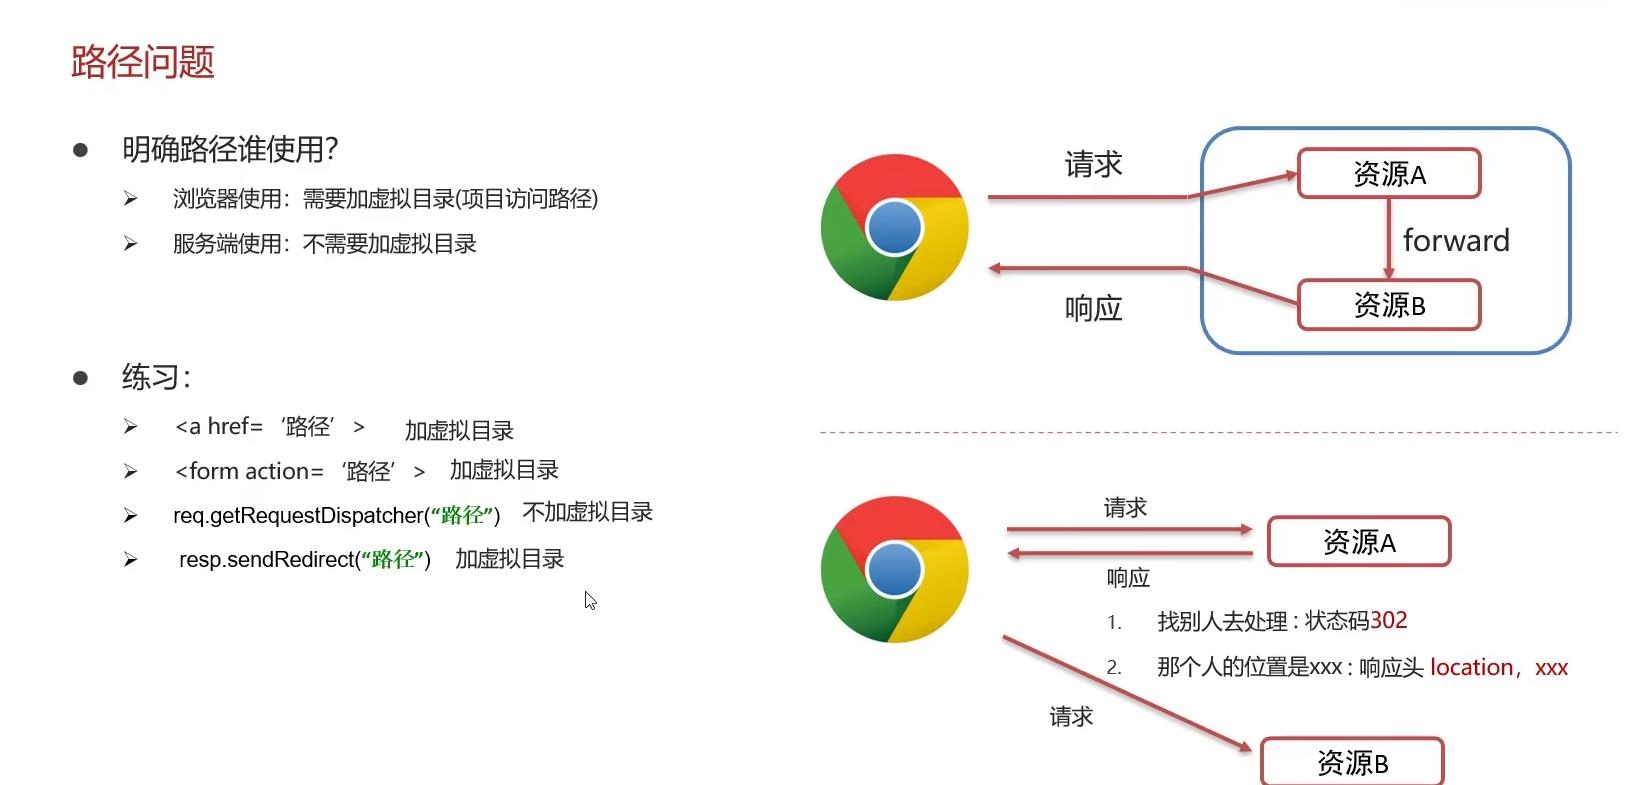 路径问题
明确路径谁使用?
浏览器使用：需要加虚拟目录(项目访问路径)
服务端使用：不需要加虚拟目录
练习：
<a href=‘路径’> 加虚拟目录
<form action=‘路径’> 加虚拟目录
req.getRequestDispatcher(“路径”) 不加虚拟目录
resp.sendRedirect(“路径”) 加虚拟目录
请求
资源A
forward
响应
资源B
请求
资源A
响应
1. 找别人去处理：状态码302
2. 那个人的位置是xxx：响应头 location，xxx
请求
资源B